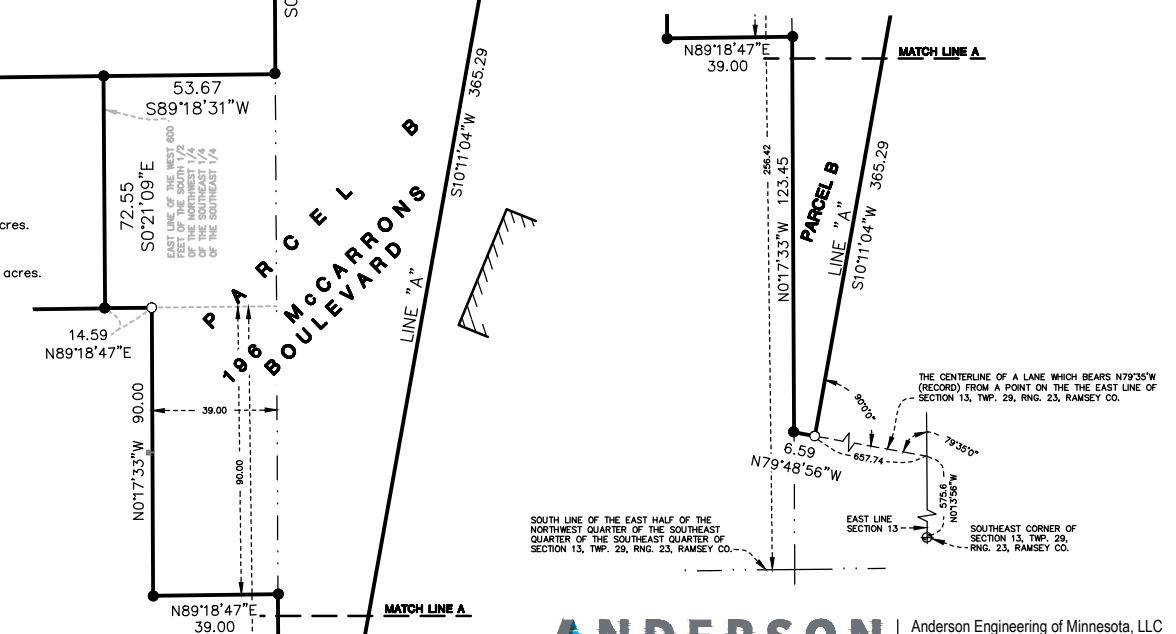 S0
53.67
S89°18'31"W
72.55
S0°21'09"E
EAST LINE OF THE WEST 600
FEET OF THE SOUTH 1/2
OF THE NORTHWEST 1/4
OF THE SOUTHEAST 1/4
OF THE SOUTHEAST 1/4
cres.
acres.
14.59
N89°18'47"E
PARCEL B
196 McCARRONS
BOULEVARD
LINE "A"
S10°11'04"W 365.29
N0°17'33"W 90.00
39.00
90.00
N89°18'47"E
39.00
MATCH LINE A
N89°18'47"E
39.00
MATCH LINE A
256.42
N0°17'33"W 123.45
PARCEL B
LINE "A"
S10°11'04"W 365.29
THE CENTERLINE OF A LANE WHICH BEARS N79°35'W
(RECORD) FROM A POINT ON THE THE EAST LINE OF
SECTION 13, TWP. 29, RNG. 23, RAMSEY CO.
90°0'0"
79°35'0"
6.59
N79°48'56"W
657.74
575.6
N0°13'56"W
EAST LINE
SECTION 13
SOUTHEAST CORNER OF
SECTION 13, TWP. 29,
RNG. 23, RAMSEY CO.
SOUTH LINE OF THE EAST HALF OF THE
NORTHWEST QUARTER OF THE SOUTHEAST
QUARTER OF THE SOUTHEAST QUARTER OF
SECTION 13, TWP. 29, RNG. 23, RAMSEY CO.
ANDERSON
Anderson Engineering of Minnesota, LLC